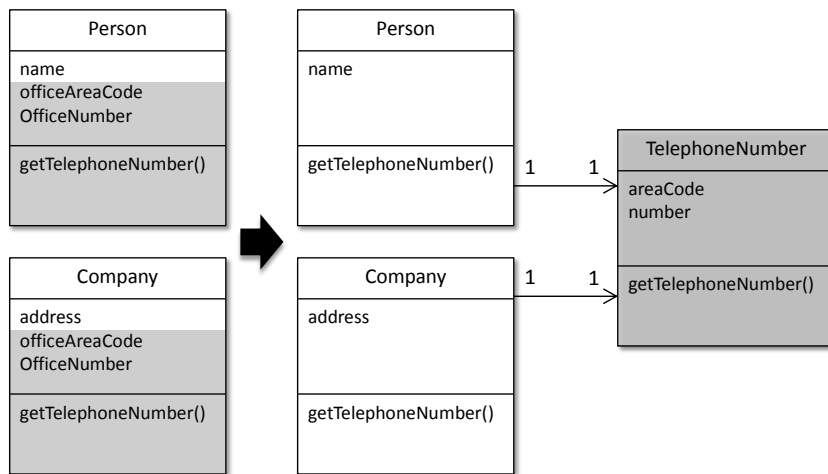 Person
name
officeAreaCode
OfficeNumber
getTelephoneNumber()
Company
address
officeAreaCode
OfficeNumber
getTelephoneNumber()
Person
name
getTelephoneNumber()
1 1
Company
address
getTelephoneNumber()
1 1
TelephoneNumber
areaCode
number
getTelephoneNumber()